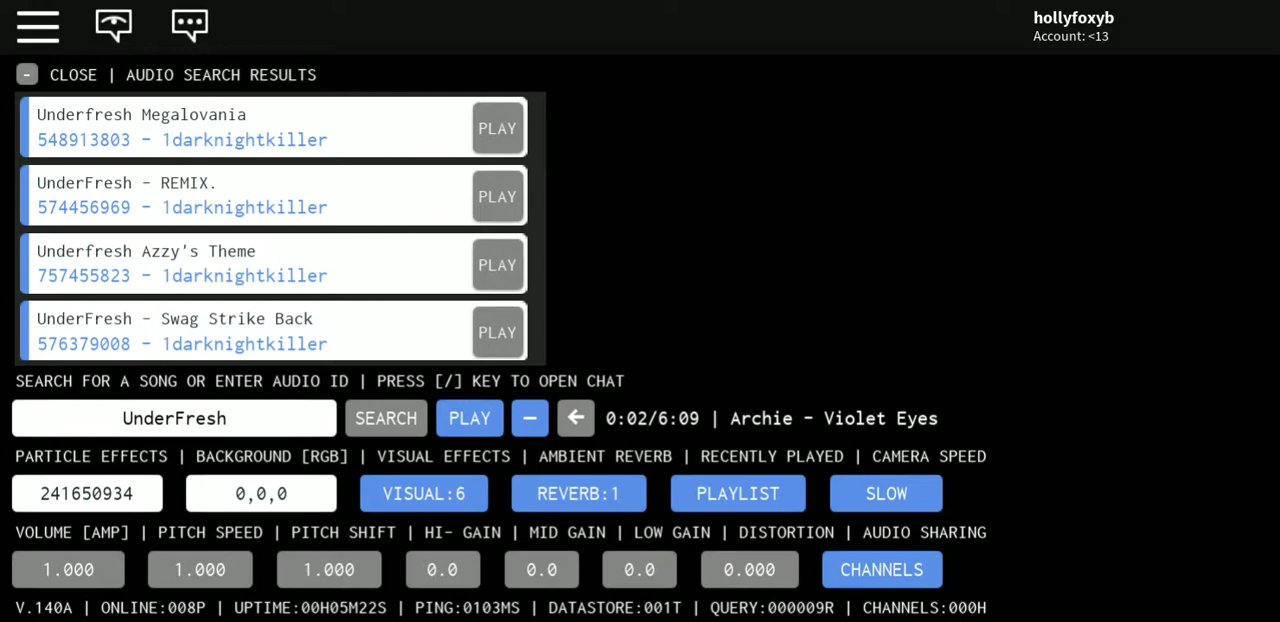 hollyfoxyb
Account: <13
- CLOSE | AUDIO SEARCH RESULTS
Underfresh Megalovania
548913803 - 1darknightkiller
PLAY
UnderFresh - REMIX.
574456969 - 1darknightkiller
PLAY
Underfresh Azzy's Theme
757455823 - 1darknightkiller
PLAY
UnderFresh - Swag Strike Back
576379008 - 1darknightkiller
PLAY
SEARCH FOR A SONG OR ENTER AUDIO ID | PRESS [/] KEY TO OPEN CHAT
UnderFresh SEARCH PLAY − ← 0:02/6:09 | Archie - Violet Eyes
PARTICLE EFFECTS | BACKGROUND [RGB] | VISUAL EFFECTS | AMBIENT REVERB | RECENTLY PLAYED | CAMERA SPEED
241650934 0,0,0 VISUAL:6 REVERB:1 PLAYLIST SLOW
VOLUME [AMP] | PITCH SPEED | PITCH SHIFT | HI- GAIN | MID GAIN | LOW GAIN | DISTORTION | AUDIO SHARING
1.000 1.000 1.000 0.0 0.0 0.0 0.000 CHANNELS
V.140A | ONLINE:008P | UPTIME:00H05M22S | PING:0103MS | DATASTORE:001T | QUERY:000009R | CHANNELS:000H